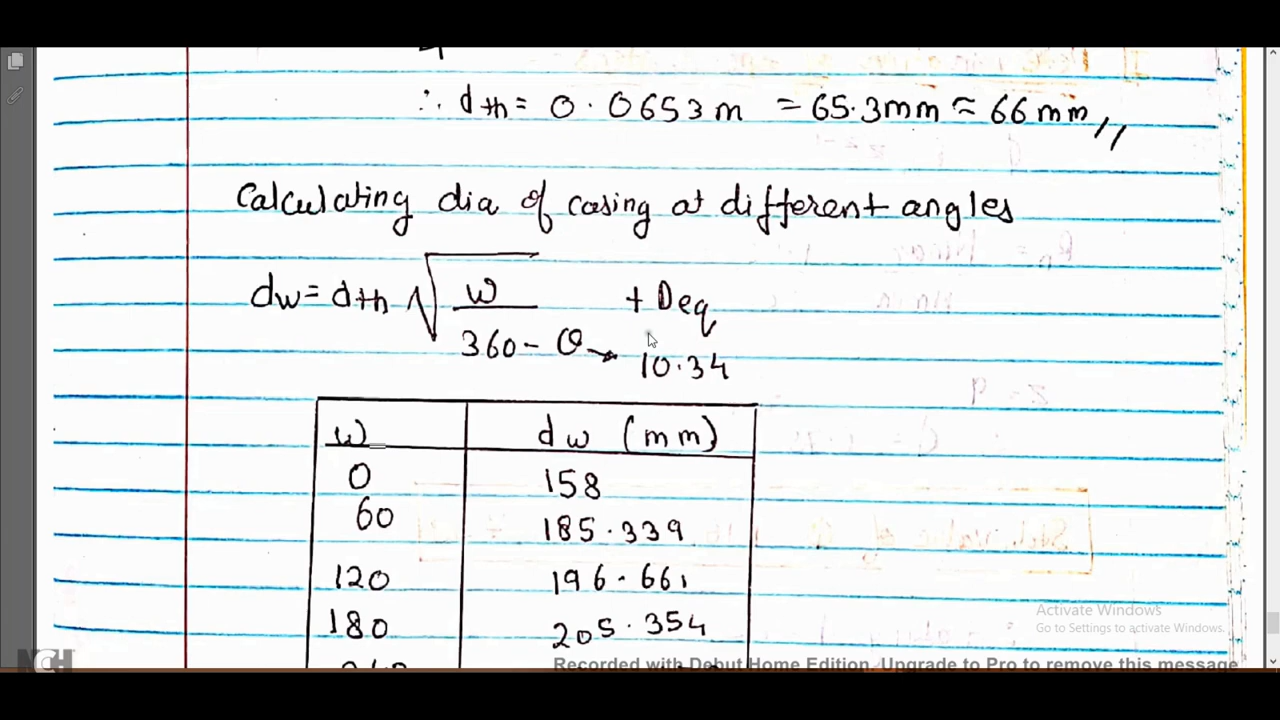 ∴ dth = 0.0653 m = 65.3mm ≈ 66 mm //
Calculating dia of casing at different angles
dw = dth √ w / 360 - θ + Deq
10.34
w dw (mm)
0 158
60 185.339
120 196.661
180 205.354
Activate Windows
Go to Settings to activate Windows.
NCH
Recorded with Debut Home Edition. Upgrade to Pro to remove this message